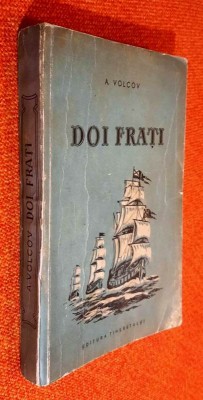 A. VOLCOV
DOI FRAȚI
EDITURA TINERETULUI
A. VOLCOV DOI FRAȚI